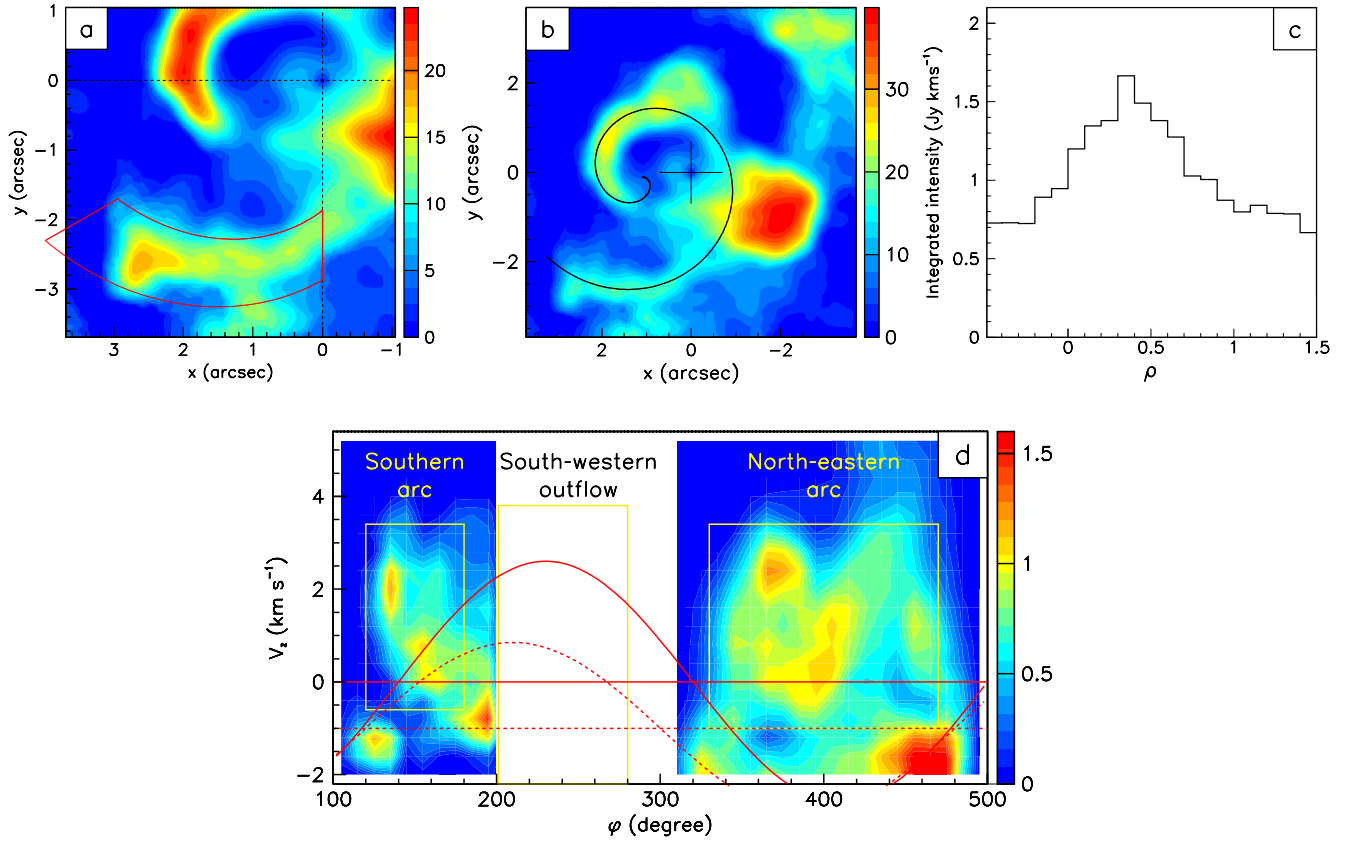 a
1
0
−1
−2
−3
y (arcsec)
3
2
1
0
−1
x (arcsec)
20
15
10
5
0
b
2
0
−2
y (arcsec)
2
0
−2
x (arcsec)
30
20
10
0
c
2
1.5
1
0.5
0
Integrated intensity (Jy kms⁻¹)
0
0.5
1
1.5
ρ
d
Southern
arc
South-western
outflow
North-eastern
arc
4
2
0
−2
V_z (km s⁻¹)
100
200
300
400
500
φ (degree)
1.5
1
0.5
0